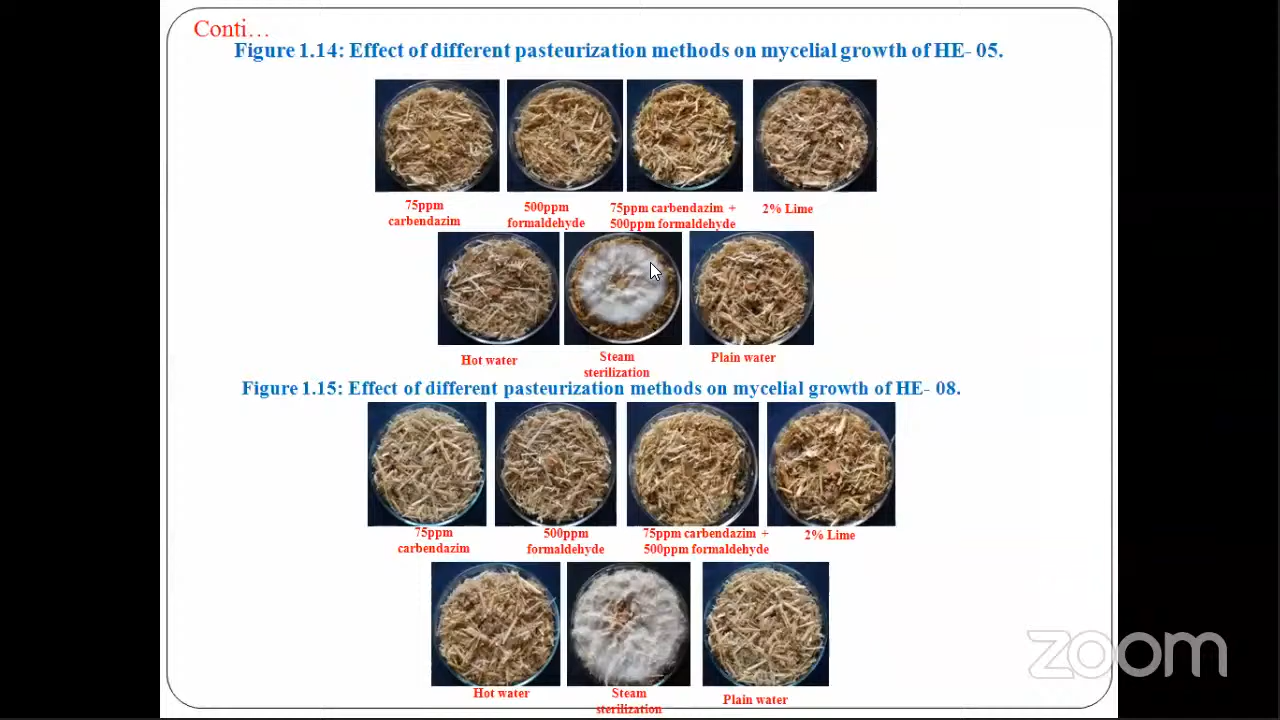 Conti...
Figure 1.14: Effect of different pasteurization methods on mycelial growth of HE- 05.
75ppm
carbendazim
500ppm
formaldehyde
75ppm carbendazim +
500ppm formaldehyde
2% Lime
Hot water
Steam
sterilization
Plain water
Figure 1.15: Effect of different pasteurization methods on mycelial growth of HE- 08.
75ppm
carbendazim
500ppm
formaldehyde
75ppm carbendazim +
500ppm formaldehyde
2% Lime
Hot water
Steam
sterilization
Plain water
zoom